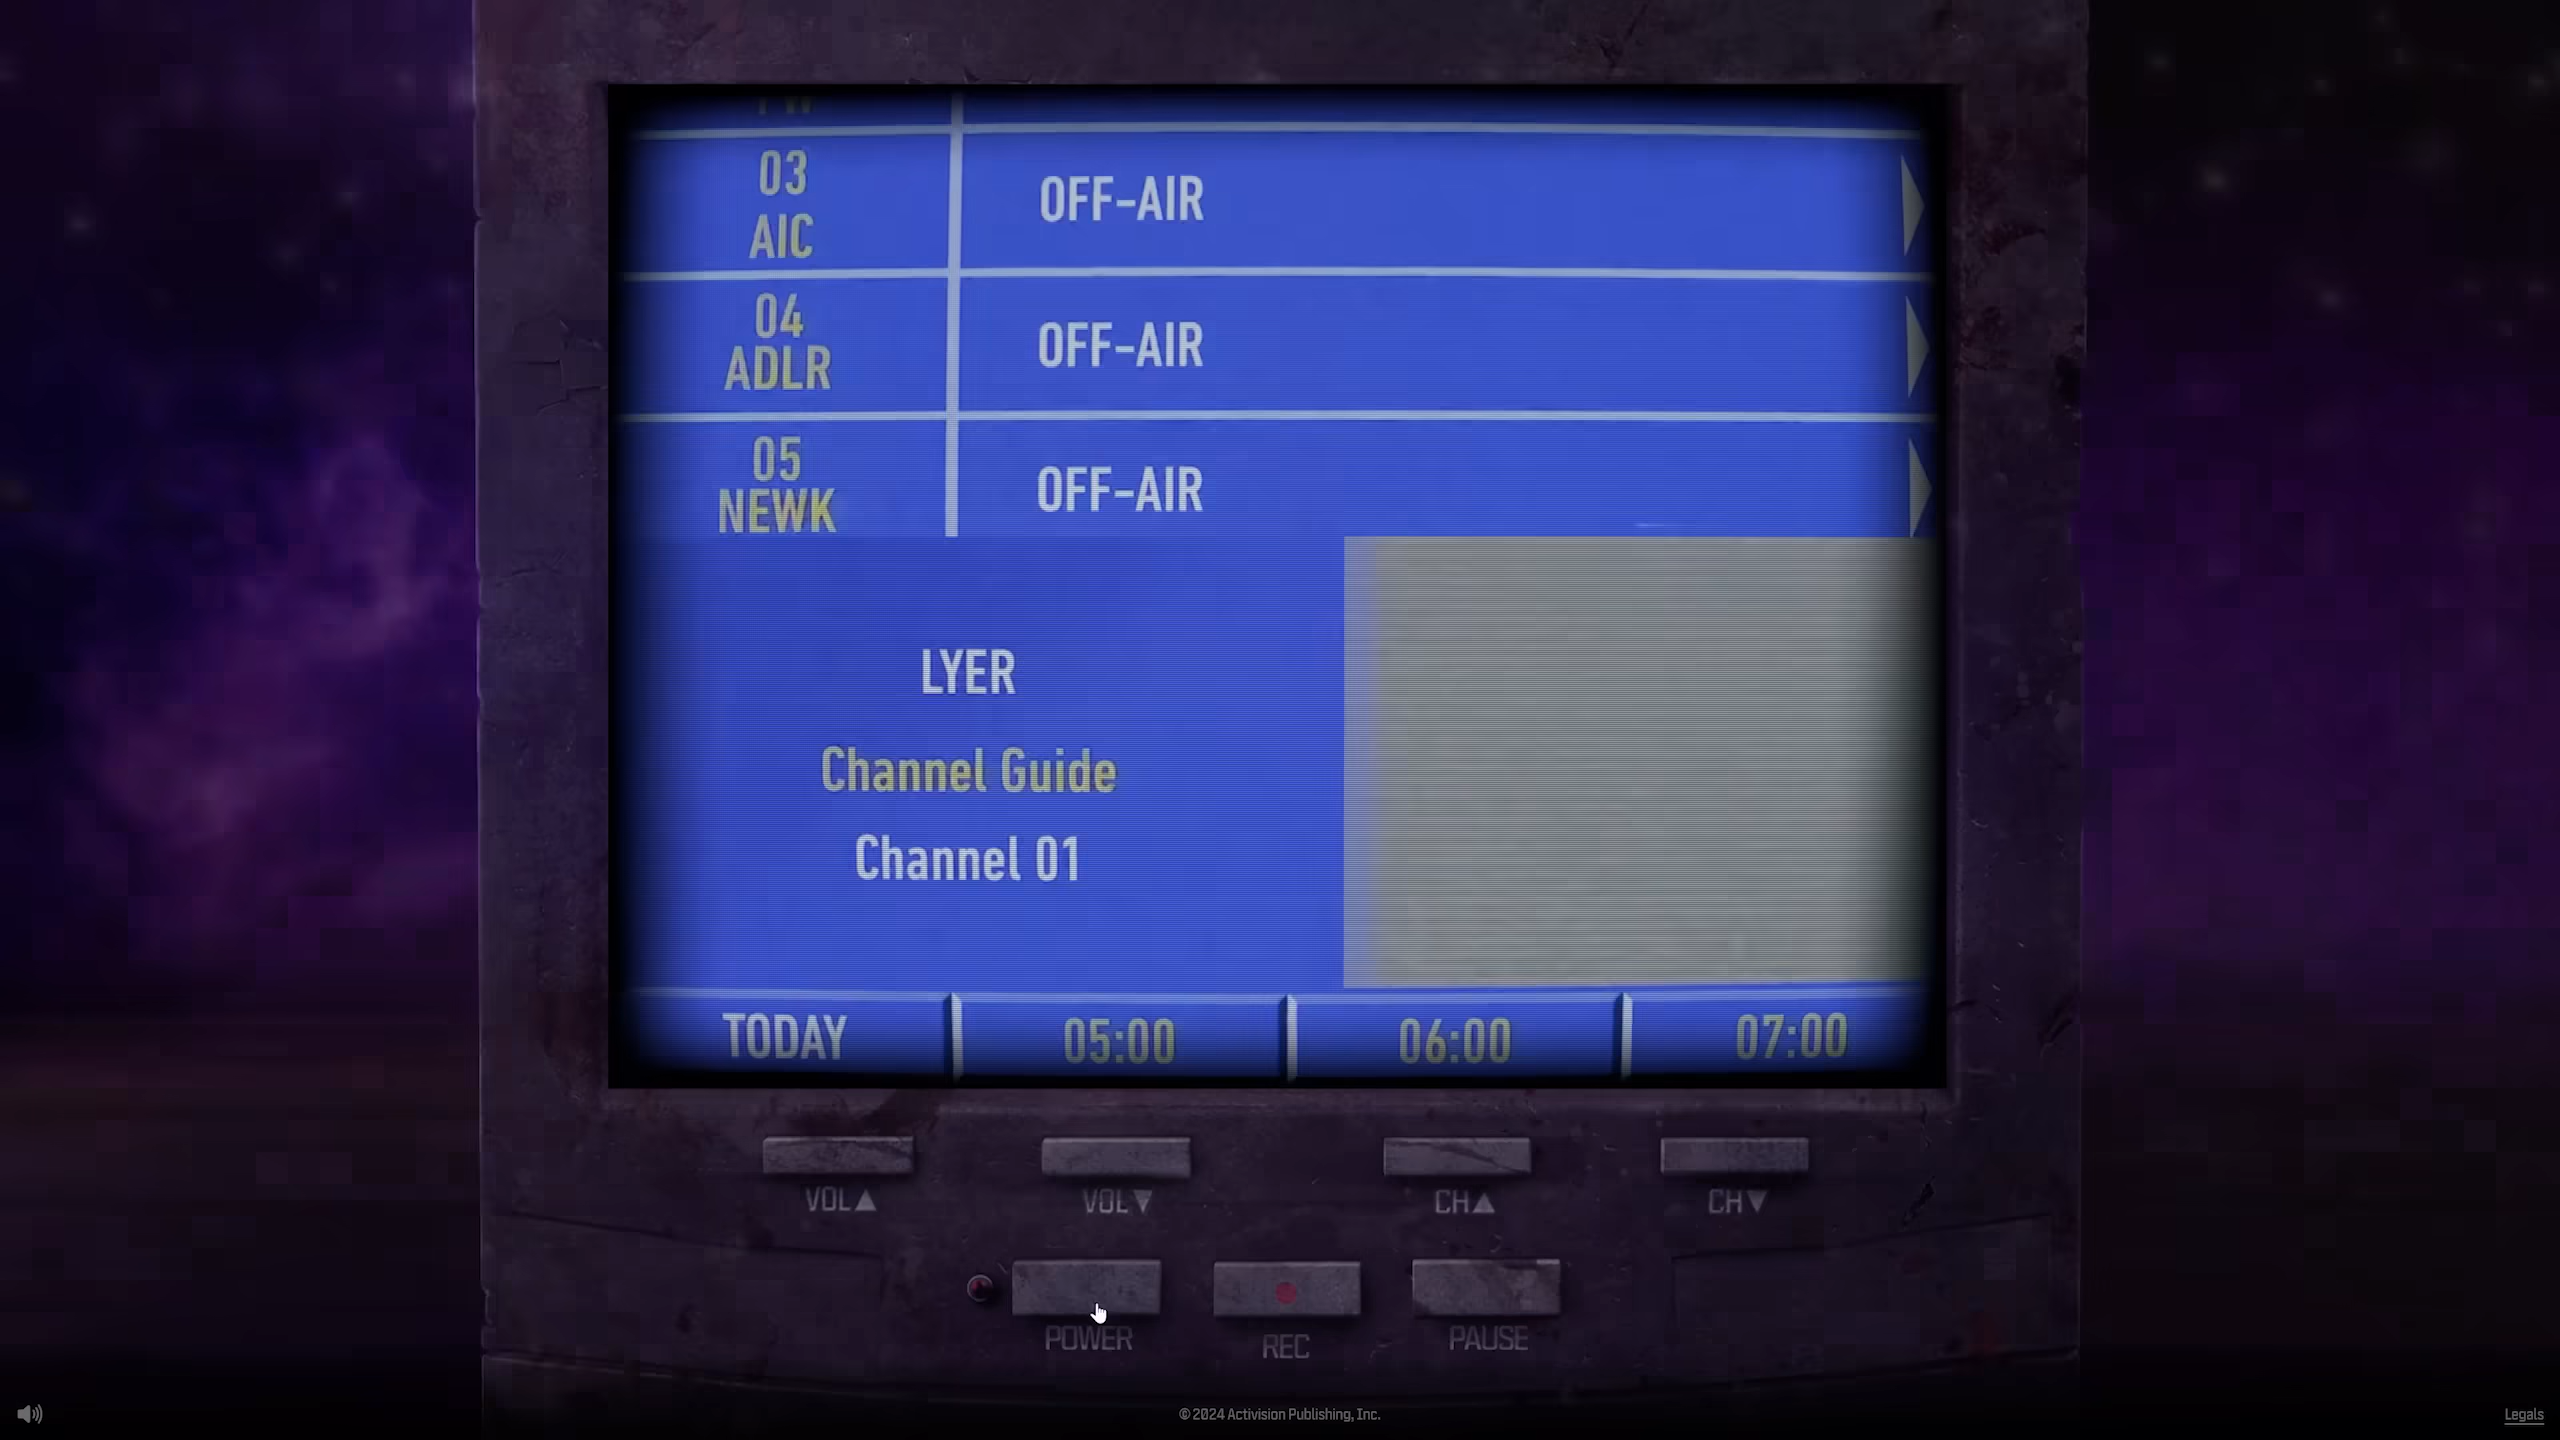 03
AIC
OFF-AIR
04
ADLR
OFF-AIR
05
NEWK
OFF-AIR
LYER
Channel Guide
Channel 01
TODAY
05:00
06:00
07:00
VOL▲
VOL▼
CH▲
CH▼
POWER
REC
PAUSE
© 2024 Activision Publishing, Inc.
Legals